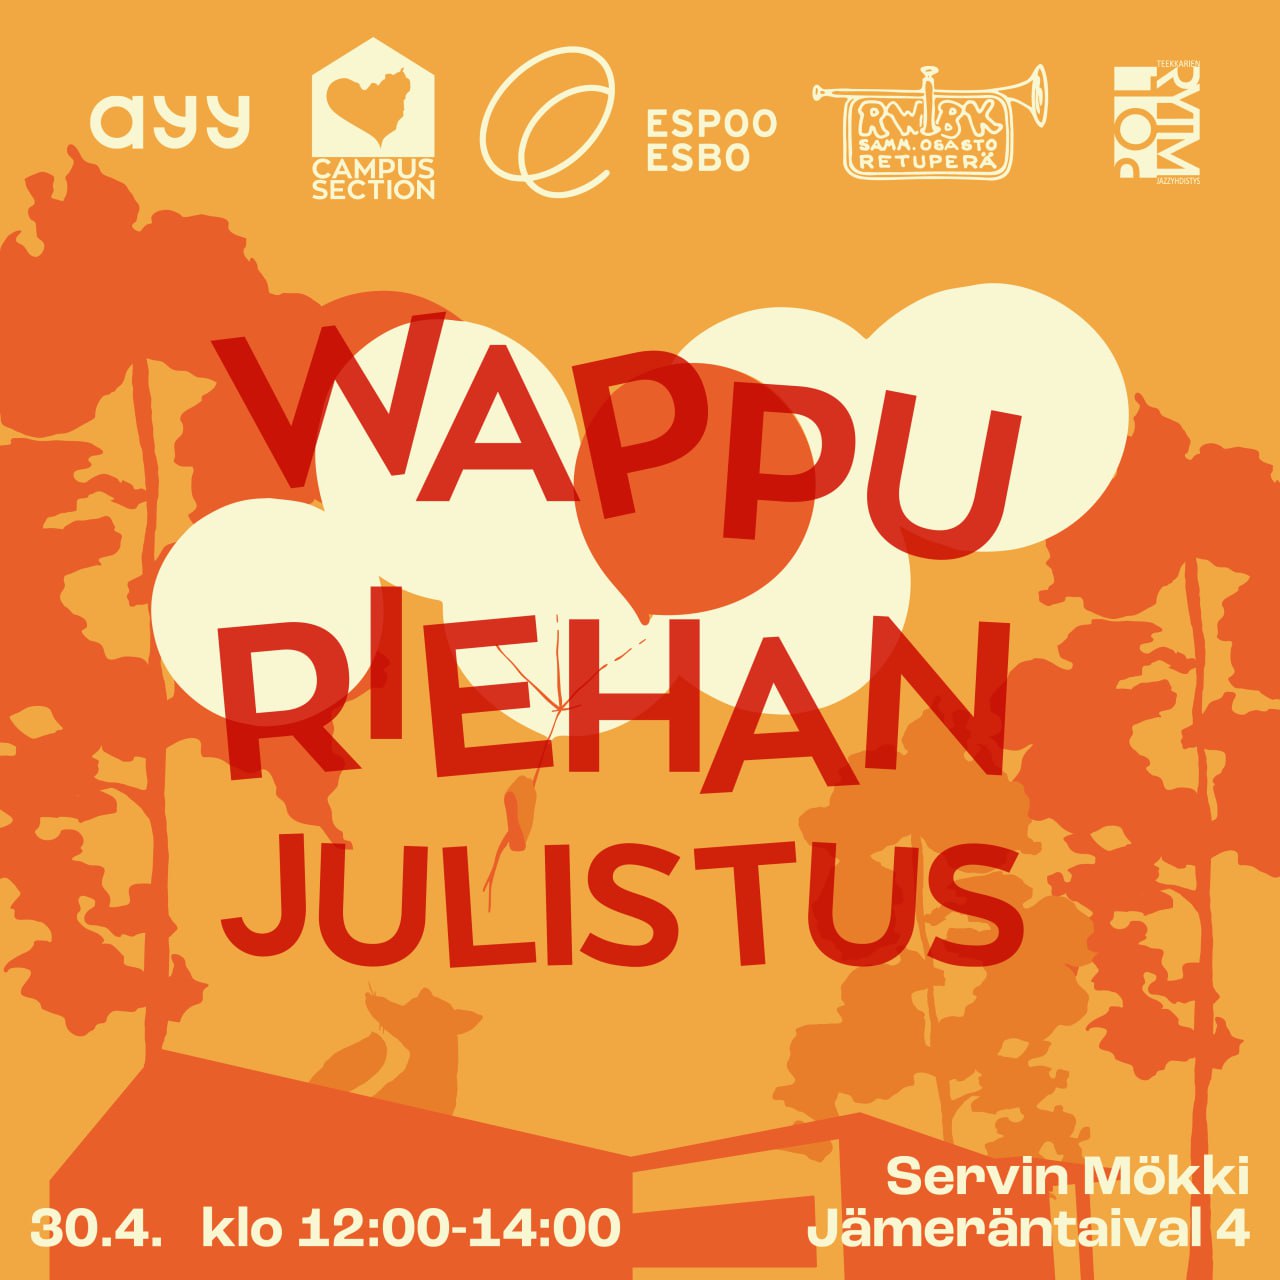 ayy
CAMPUS
SECTION
ESPOO
ESBO
RWBK
SAMM. OSASTO
RETUPERÄ
TEEKKARIEN
RYTM
JAZZYHDISTYS
WAPPU
RIEHAN
JULISTUS
Servin Mökki
30.4. klo 12:00-14:00
Jämeräntaival 4